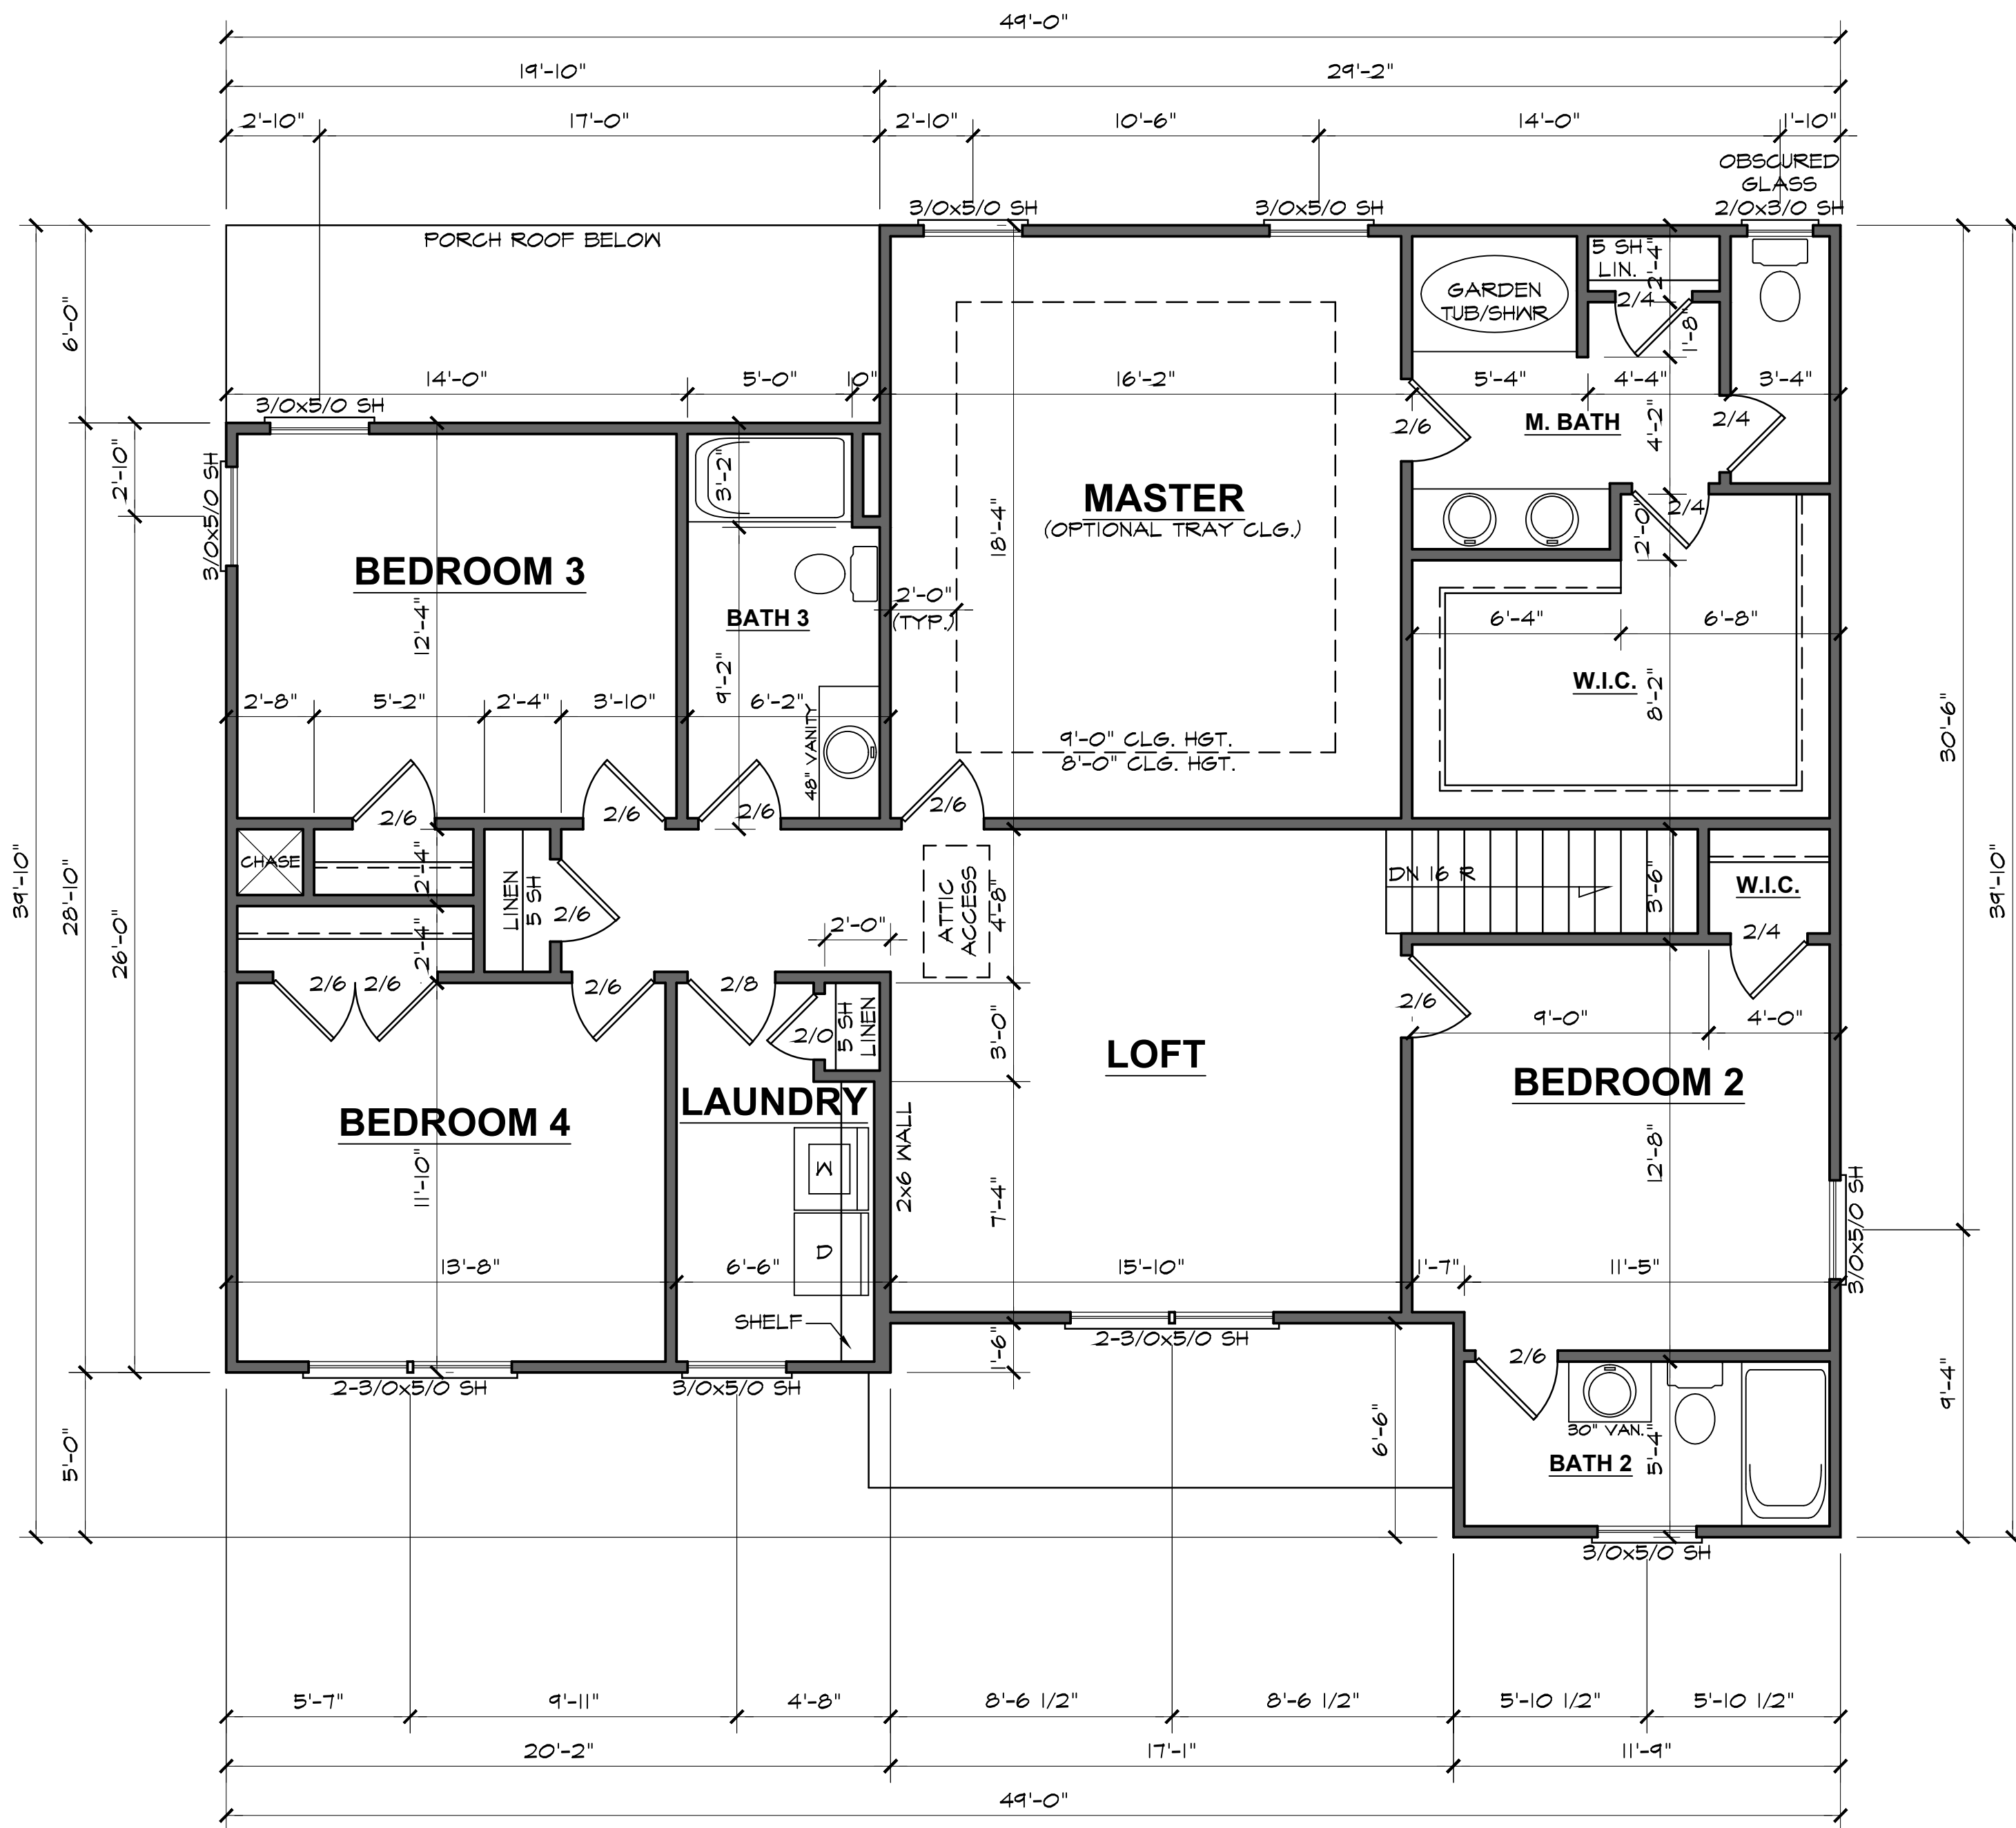 49'-0"
19'-10" 29'-2"
2'-10" 17'-0" 2'-10" 10'-6" 14'-0" 1'-10"
OBSCURED
GLASS
3/0x5/0 SH 3/0x5/0 SH 2/0x3/0 SH
PORCH ROOF BELOW
5 SH
LIN.
2'-4"
GARDEN
TUB/SHWR
2/4
1'-8"
6'-0"
14'-0" 5'-0" 10" 16'-2" 5'-4" 4'-4" 3'-4"
3/0x5/0 SH
2/6
M. BATH
4'-2"
2/4
2'-10"
3/0x5/0 SH
3'-2"
MASTER
(OPTIONAL TRAY CLG.)
18'-4"
2/4
2'-0"
BEDROOM 3
12'-4"
2'-0"
(TYP.)
BATH 3
6'-4" 6'-8"
W.I.C.
8'-2"
9'-2"
2'-8" 5'-2" 2'-4" 3'-10" 6'-2"
48" VANITY
9'-0" CLG. HGT.
8'-0" CLG. HGT.
30'-6"
2/6 2/6 2/6 2/6
39'-10"
28'-10"
26'-0"
39'-10"
CHASE
2'-4"
LINEN
5 SH
2/6
ATTIC
ACCESS
4'-8"
DN 16 R
3'-6"
W.I.C.
2'-4"
2'-0"
2/4
2/6 2/6 2/6 2/8
2/0
5 SH
LINEN
3'-0"
2/6
9'-0" 4'-0"
LOFT
BEDROOM 2
LAUNDRY
BEDROOM 4
11'-10"
2x6 WALL
W
D
7'-4"
12'-8"
3/0x5/0 SH
13'-8" 6'-6" 15'-10" 1'-7" 11'-5"
SHELF
1'-6"
2-3/0x5/0 SH
2/6
2-3/0x5/0 SH 3/0x5/0 SH
9'-4"
5'-0"
6'-6"
30" VAN.
5'-4"
BATH 2
3/0x5/0 SH
5'-7" 9'-11" 4'-8" 8'-6 1/2" 8'-6 1/2" 5'-10 1/2" 5'-10 1/2"
20'-2" 17'-1" 11'-9"
49'-0"